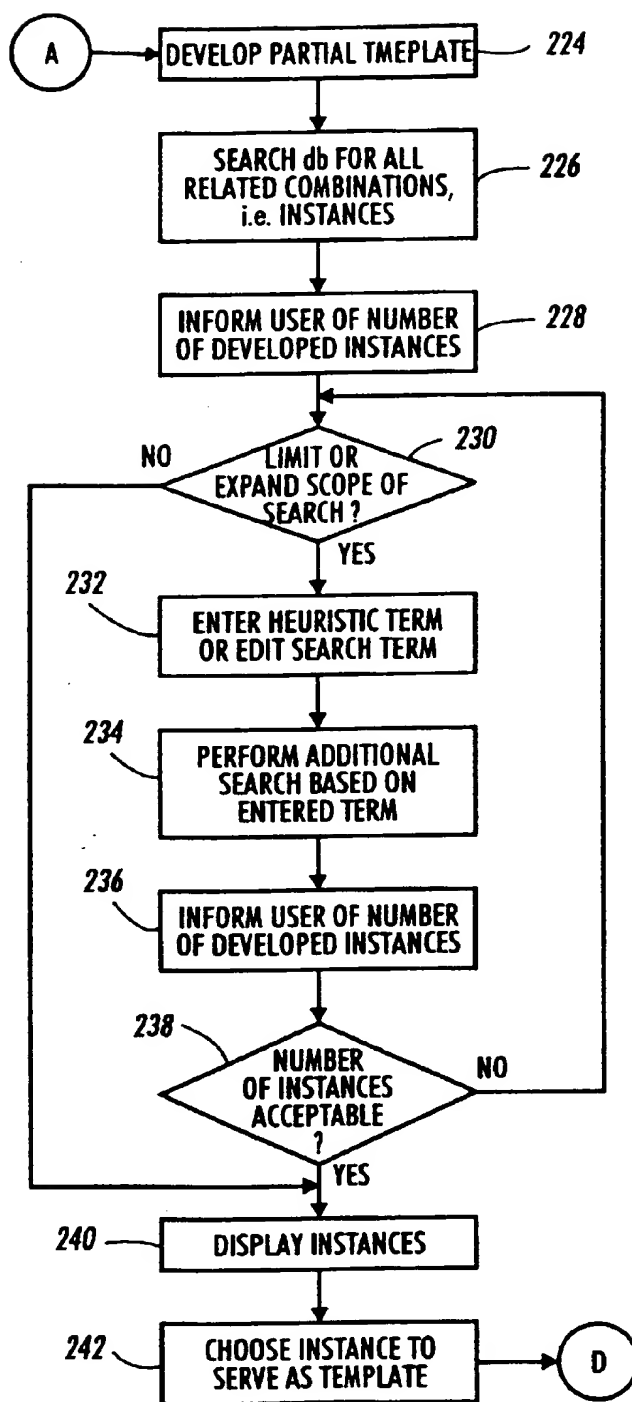 A
DEVELOP PARTIAL TMEPLATE
224
SEARCH db FOR ALL
RELATED COMBINATIONS,
i.e. INSTANCES
226
INFORM USER OF NUMBER
OF DEVELOPED INSTANCES
228
NO
LIMIT OR
EXPAND SCOPE OF
SEARCH ?
230
YES
232
ENTER HEURISTIC TERM
OR EDIT SEARCH TERM
234
PERFORM ADDITIONAL
SEARCH BASED ON
ENTERED TERM
236
INFORM USER OF NUMBER
OF DEVELOPED INSTANCES
238
NUMBER
OF INSTANCES
ACCEPTABLE
?
NO
YES
240
DISPLAY INSTANCES
242
CHOOSE INSTANCE TO
SERVE AS TEMPLATE
D